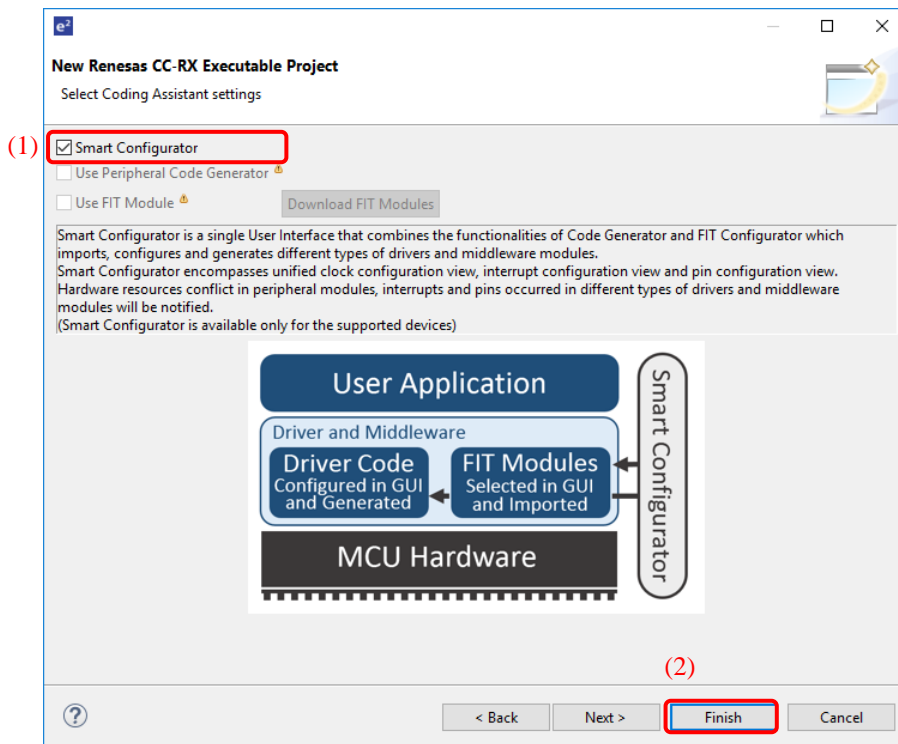 e²
New Renesas CC-RX Executable Project
Select Coding Assistant settings
(1)
Smart Configurator
Use Peripheral Code Generator
Use FIT Module
Download FIT Modules
Smart Configurator is a single User Interface that combines the functionalities of Code Generator and FIT Configurator which
imports, configures and generates different types of drivers and middleware modules.
Smart Configurator encompasses unified clock configuration view, interrupt configuration view and pin configuration view.
Hardware resources conflict in peripheral modules, interrupts and pins occurred in different types of drivers and middleware
modules will be notified.
(Smart Configurator is available only for the supported devices)
User Application
Driver and Middleware
Driver Code
Configured in GUI
and Generated
FIT Modules
Selected in GUI
and Imported
MCU Hardware
Smart Configurator
(2)
?
< Back
Next >
Finish
Cancel